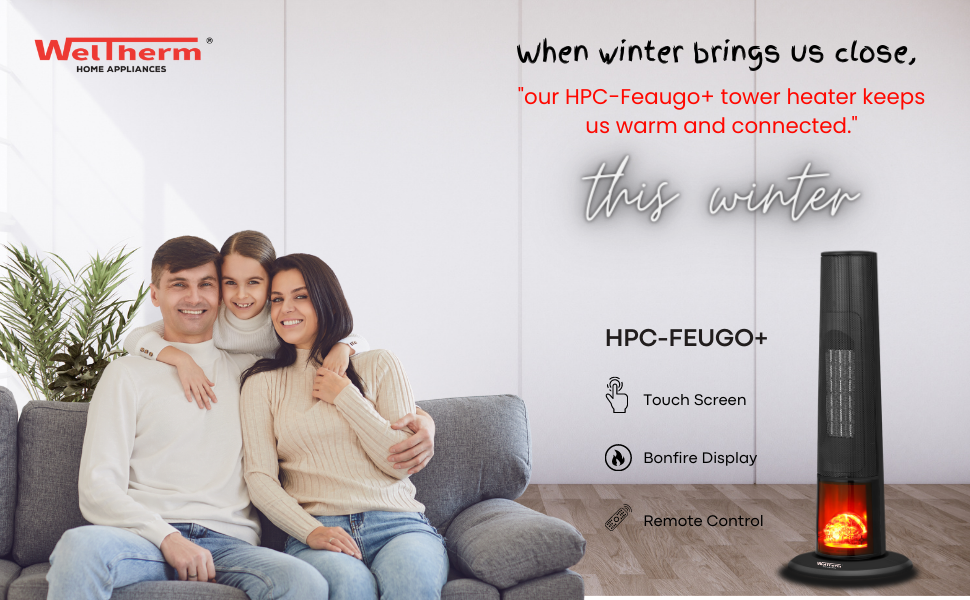 WelTherm®
HOME APPLIANCES
When winter brings us close,
"our HPC-Feaugo+ tower heater keeps
us warm and connected."
this winter
HPC-FEUGO+
Touch Screen
Bonfire Display
Remote Control
WelTherm